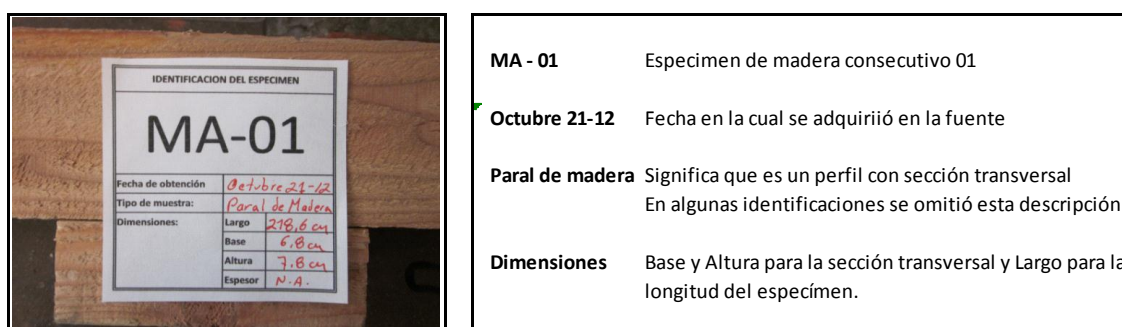 IDENTIFICACION DEL ESPECIMEN
MA-01
Fecha de obtención Octubre 21-12
Tipo de muestra: Paral de Madera
Dimensiones: Largo 218,6 cm
Base 6.8 cm
Altura 7.8 cm
Espesor N.A.
MA - 01 Especimen de madera consecutivo 01
Octubre 21-12 Fecha en la cual se adquiriió en la fuente
Paral de madera Significa que es un perfil con sección transversal
En algunas identificaciones se omitió esta descripción
Dimensiones Base y Altura para la sección transversal y Largo para la
longitud del especímen.